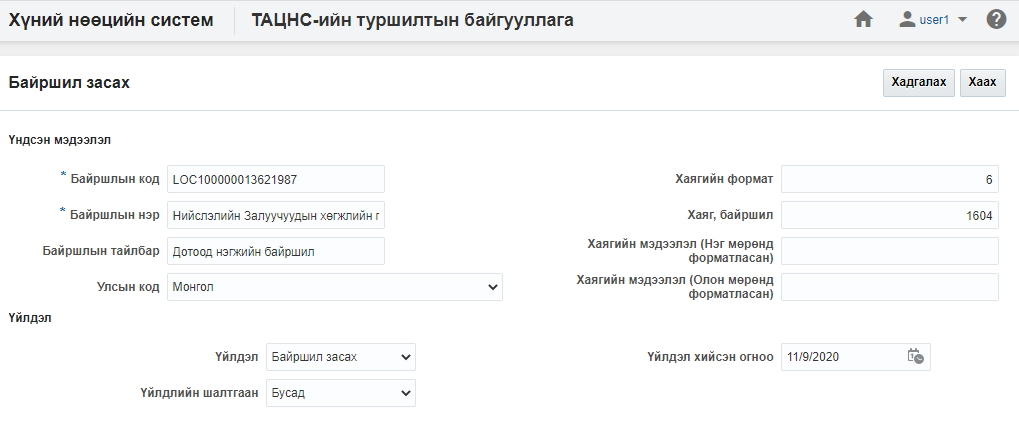 Хүний нөөцийн систем
ТАЦНС-ийн туршилтын байгууллага
user1
Байршил засах
Хадгалах
Хаах
Үндсэн мэдээлэл
* Байршлын код
LOC100000013621987
Хаягийн формат
6
* Байршлын нэр
Нийслэлийн Залуучуудын хөгжлийн г
Хаяг, байршил
1604
Байршлын тайлбар
Дотоод нэгжийн байршил
Хаягийн мэдээлэл (Нэг мөрөнд
форматласан)
Улсын код
Монгол
Хаягийн мэдээлэл (Олон мөрөнд
форматласан)
Үйлдэл
Үйлдэл
Байршил засах
Үйлдэл хийсэн огноо
11/9/2020
Үйлдлийн шалтгаан
Бусад